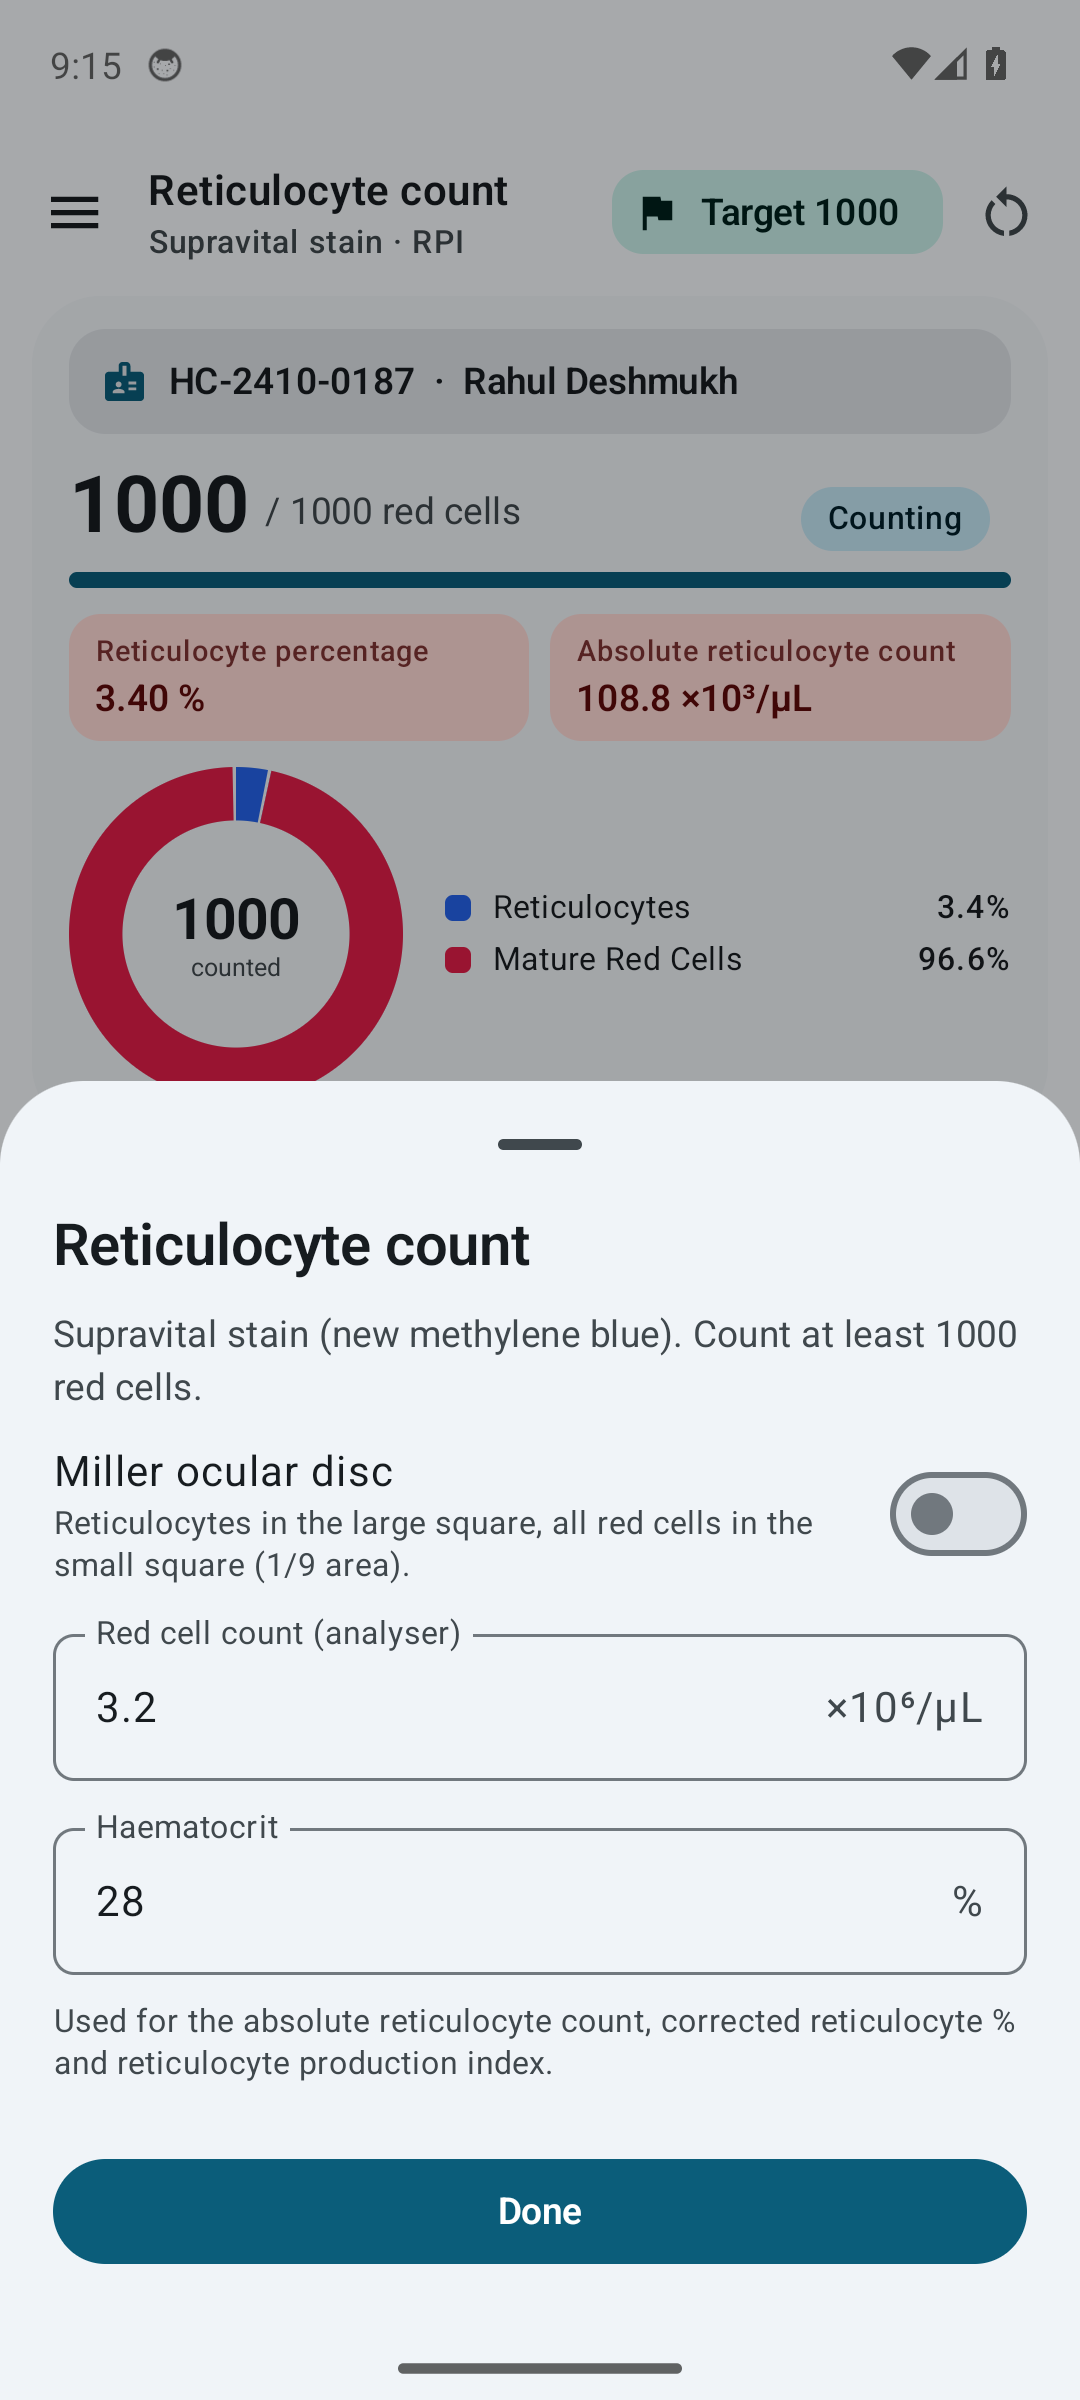 9:15
Reticulocyte count
Supravital stain · RPI
Target 1000
HC-2410-0187 · Rahul Deshmukh
1000 / 1000 red cells
Counting
Reticulocyte percentage
3.40 %
Absolute reticulocyte count
108.8 ×10³/µL
1000
counted
Reticulocytes 3.4%
Mature Red Cells 96.6%
Reticulocyte count
Supravital stain (new methylene blue). Count at least 1000
red cells.
Miller ocular disc
Reticulocytes in the large square, all red cells in the
small square (1/9 area).
Red cell count (analyser)
3.2 ×10⁶/µL
Haematocrit
28 %
Used for the absolute reticulocyte count, corrected reticulocyte %
and reticulocyte production index.
Done